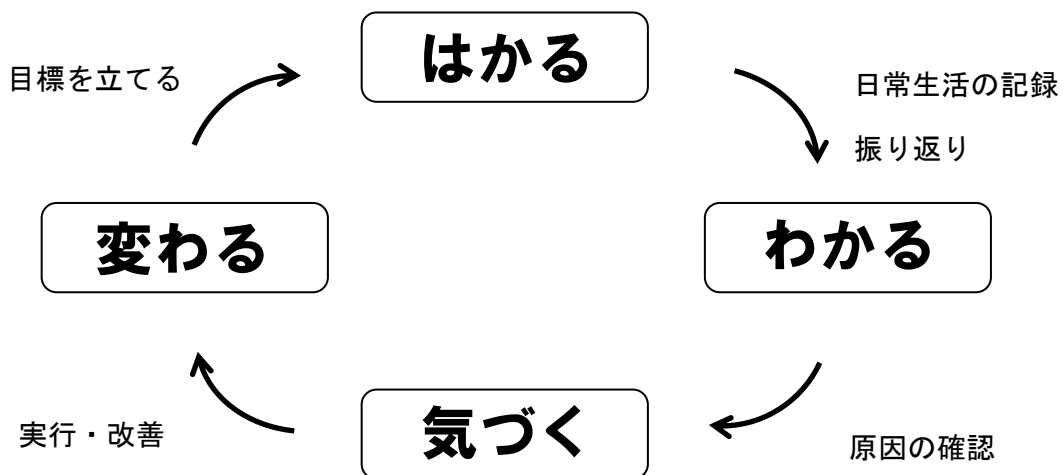 はかる
目標を立てる
日常生活の記録
振り返り
変わる
わかる
気づく
実行・改善
原因の確認